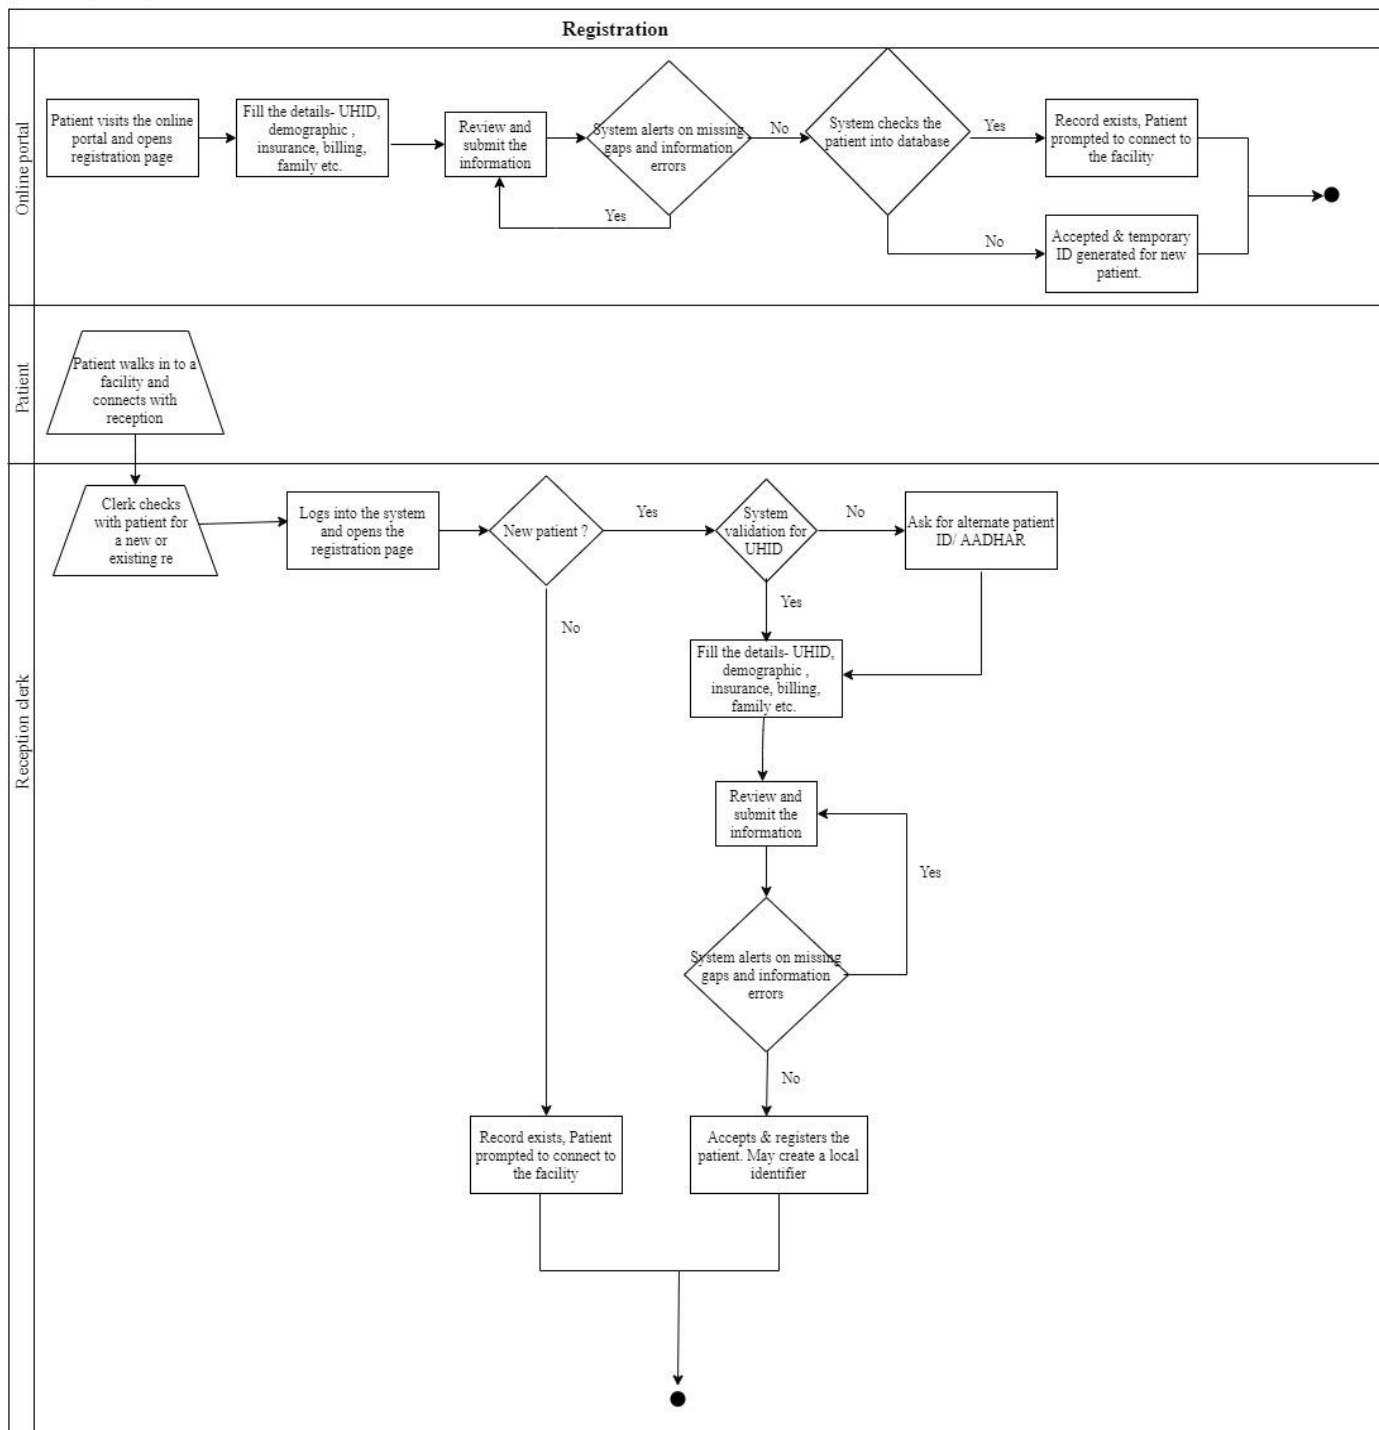 Registration
Online portal
Patient visits the online
portal and opens
registration page
Fill the details- UHID,
demographic ,
insurance, billing,
family etc.
Review and
submit the
information
System alerts on missing
gaps and information
errors
Yes
No
System checks the
patient into database
Yes
Record exists, Patient
prompted to connect to
the facility
No
Accepted & temporary
ID generated for new
patient.
Patient
Patient walks in to a
facility and
connects with
reception
Reception clerk
Clerk checks
with patient for
a new or
existing re
Logs into the system
and opens the
registration page
New patient ?
Yes
System
validation for
UHID
No
Ask for alternate patient
ID/ AADHAR
Yes
No
Fill the details- UHID,
demographic ,
insurance, billing,
family etc.
Review and
submit the
information
Yes
System alerts on missing
gaps and information
errors
No
Record exists, Patient
prompted to connect to
the facility
Accepts & registers the
patient. May create a local
identifier